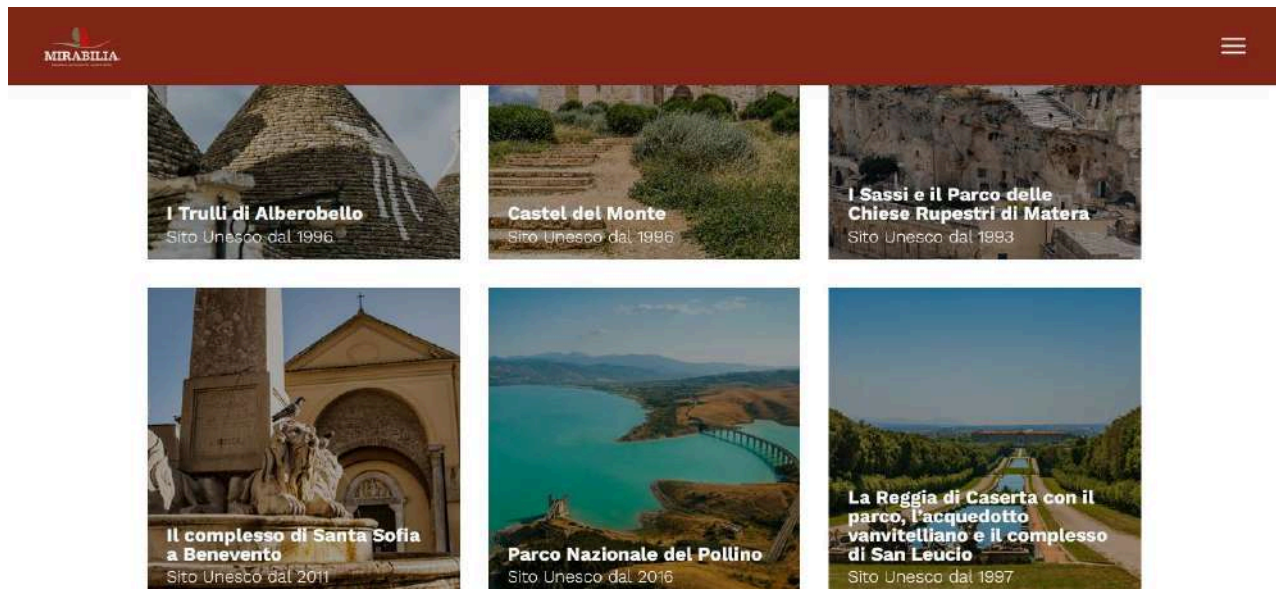 MIRABILIA
I Trulli di Alberobello
Sito Unesco dal 1996
Castel del Monte
Sito Unesco dal 1996
I Sassi e il Parco delle
Chiese Rupestri di Matera
Sito Unesco dal 1993
Il complesso di Santa Sofia
a Benevento
Sito Unesco dal 2011
Parco Nazionale del Pollino
Sito Unesco dal 2016
La Reggia di Caserta con il
parco, l'acquedotto
vanvitelliano e il complesso
di San Leucio
Sito Unesco dal 1997